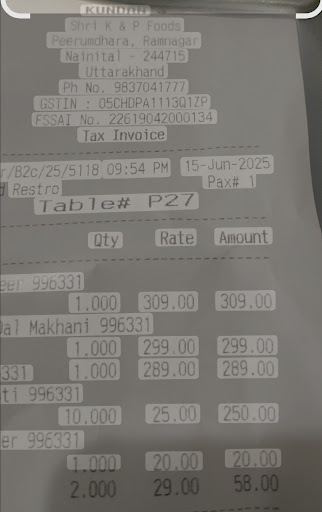 KUNDAN
Shri K & P Foods
Peerumdhara, Ramnagar
Nainital - 244715
Uttarakhand
Ph No. 9837041777
GSTIN : 05CHDPA1113Q1ZP
FSSAI No. 22619042000134
Tax Invoice
r/B2c/25/5118 09:54 PM 15-Jun-2025
d Restro Pax# 1
Table# P27
Qty Rate Amount
eer 996331
1.000 309.00 309.00
Dal Makhani 996331
1.000 299.00 299.00
331 1.000 289.00 289.00
ti 996331
10.000 25.00 250.00
er 996331
1.000 20.00 20.00
2.000 29.00 58.00